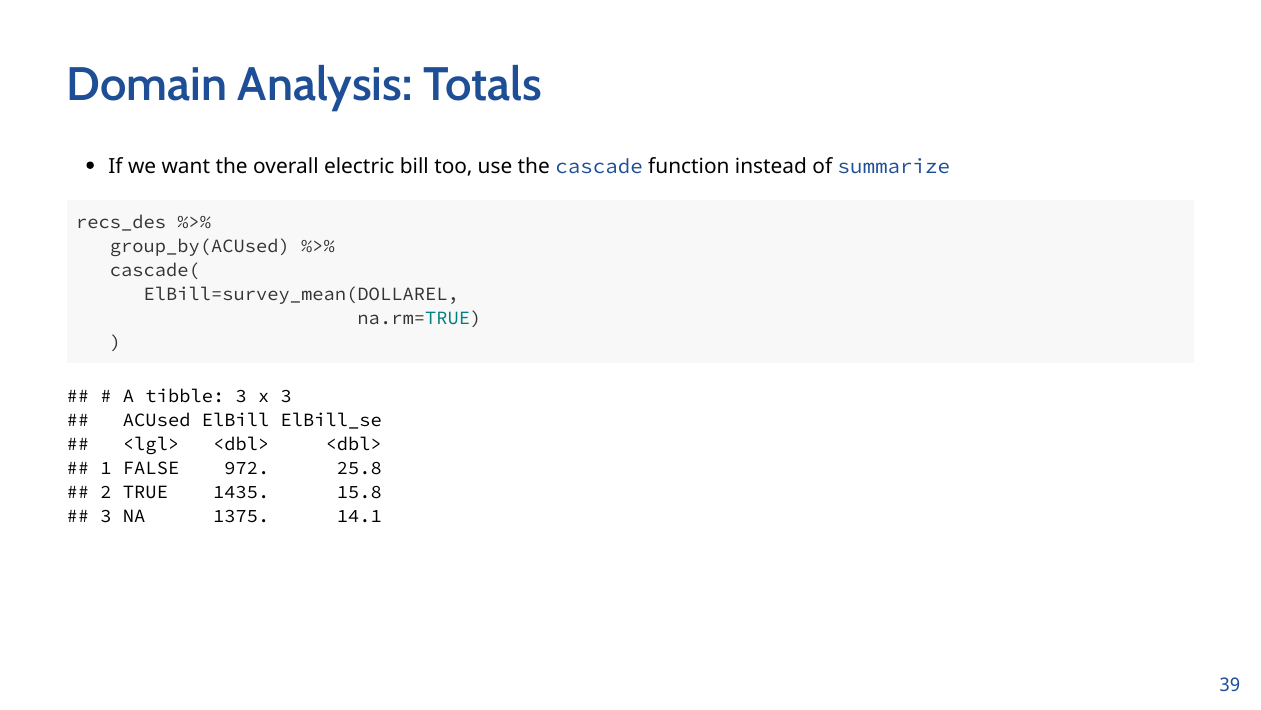 Domain Analysis: Totals
• If we want the overall electric bill too, use the cascade function instead of summarize
recs_des %>%
   group_by(ACUsed) %>%
   cascade(
      ElBill=survey_mean(DOLLAREL,
                         na.rm=TRUE)
   )
## # A tibble: 3 x 3
##   ACUsed ElBill ElBill_se
##   <lgl>   <dbl>     <dbl>
## 1 FALSE    972.      25.8
## 2 TRUE    1435.      15.8
## 3 NA      1375.      14.1
39